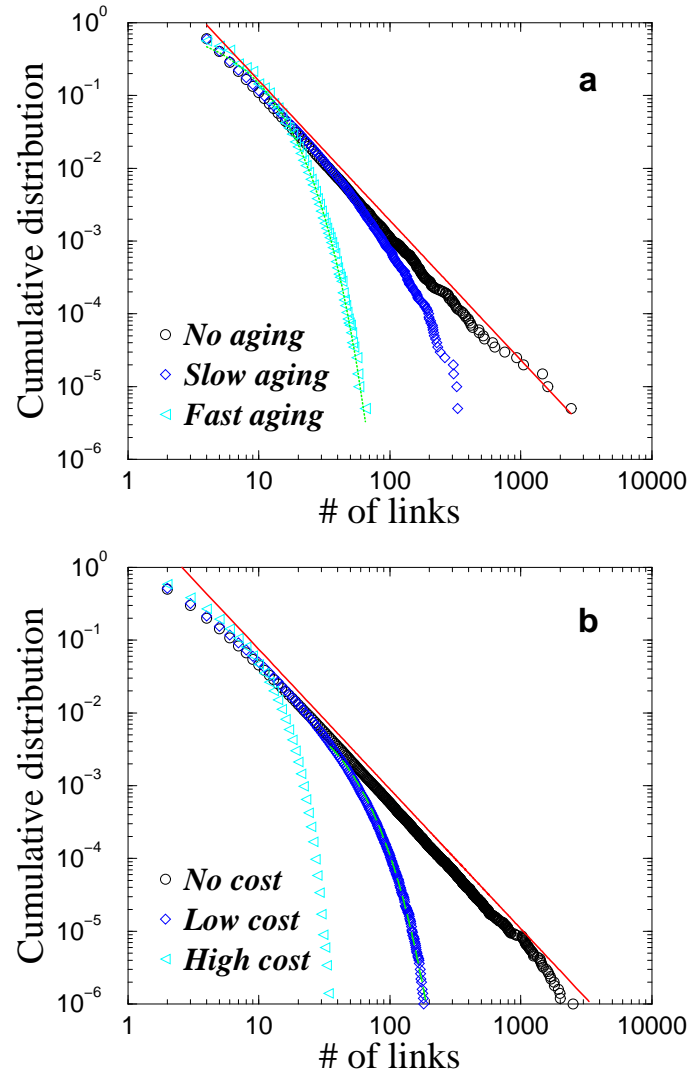 10^0
10^-1
10^-2
10^-3
10^-4
10^-5
10^-6
Cumulative distribution
a
No aging
Slow aging
Fast aging
1 10 100 1000 10000
# of links
10^0
10^-1
10^-2
10^-3
10^-4
10^-5
10^-6
Cumulative distribution
b
No cost
Low cost
High cost
1 10 100 1000 10000
# of links